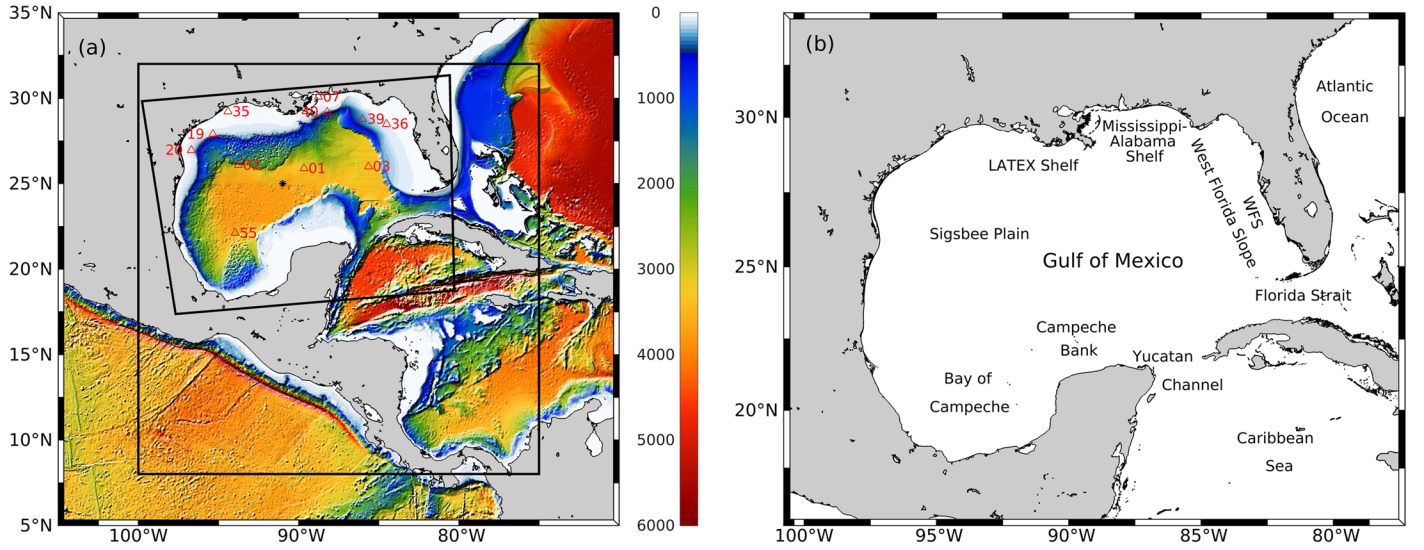 (a)
35°N
30°N
25°N
20°N
15°N
10°N
5°N
100°W
90°W
80°W
07
35
40
39
36
19
20
02
01
03
55
0
1000
2000
3000
4000
5000
6000
(b)
30°N
25°N
20°N
100°W
95°W
90°W
85°W
80°W
Atlantic
Ocean
Mississippi-
Alabama
Shelf
LATEX Shelf
West Florida Slope
WFS
Sigsbee Plain
Gulf of Mexico
Florida Strait
Campeche
Bank
Yucatan
Channel
Bay of
Campeche
Caribbean
Sea